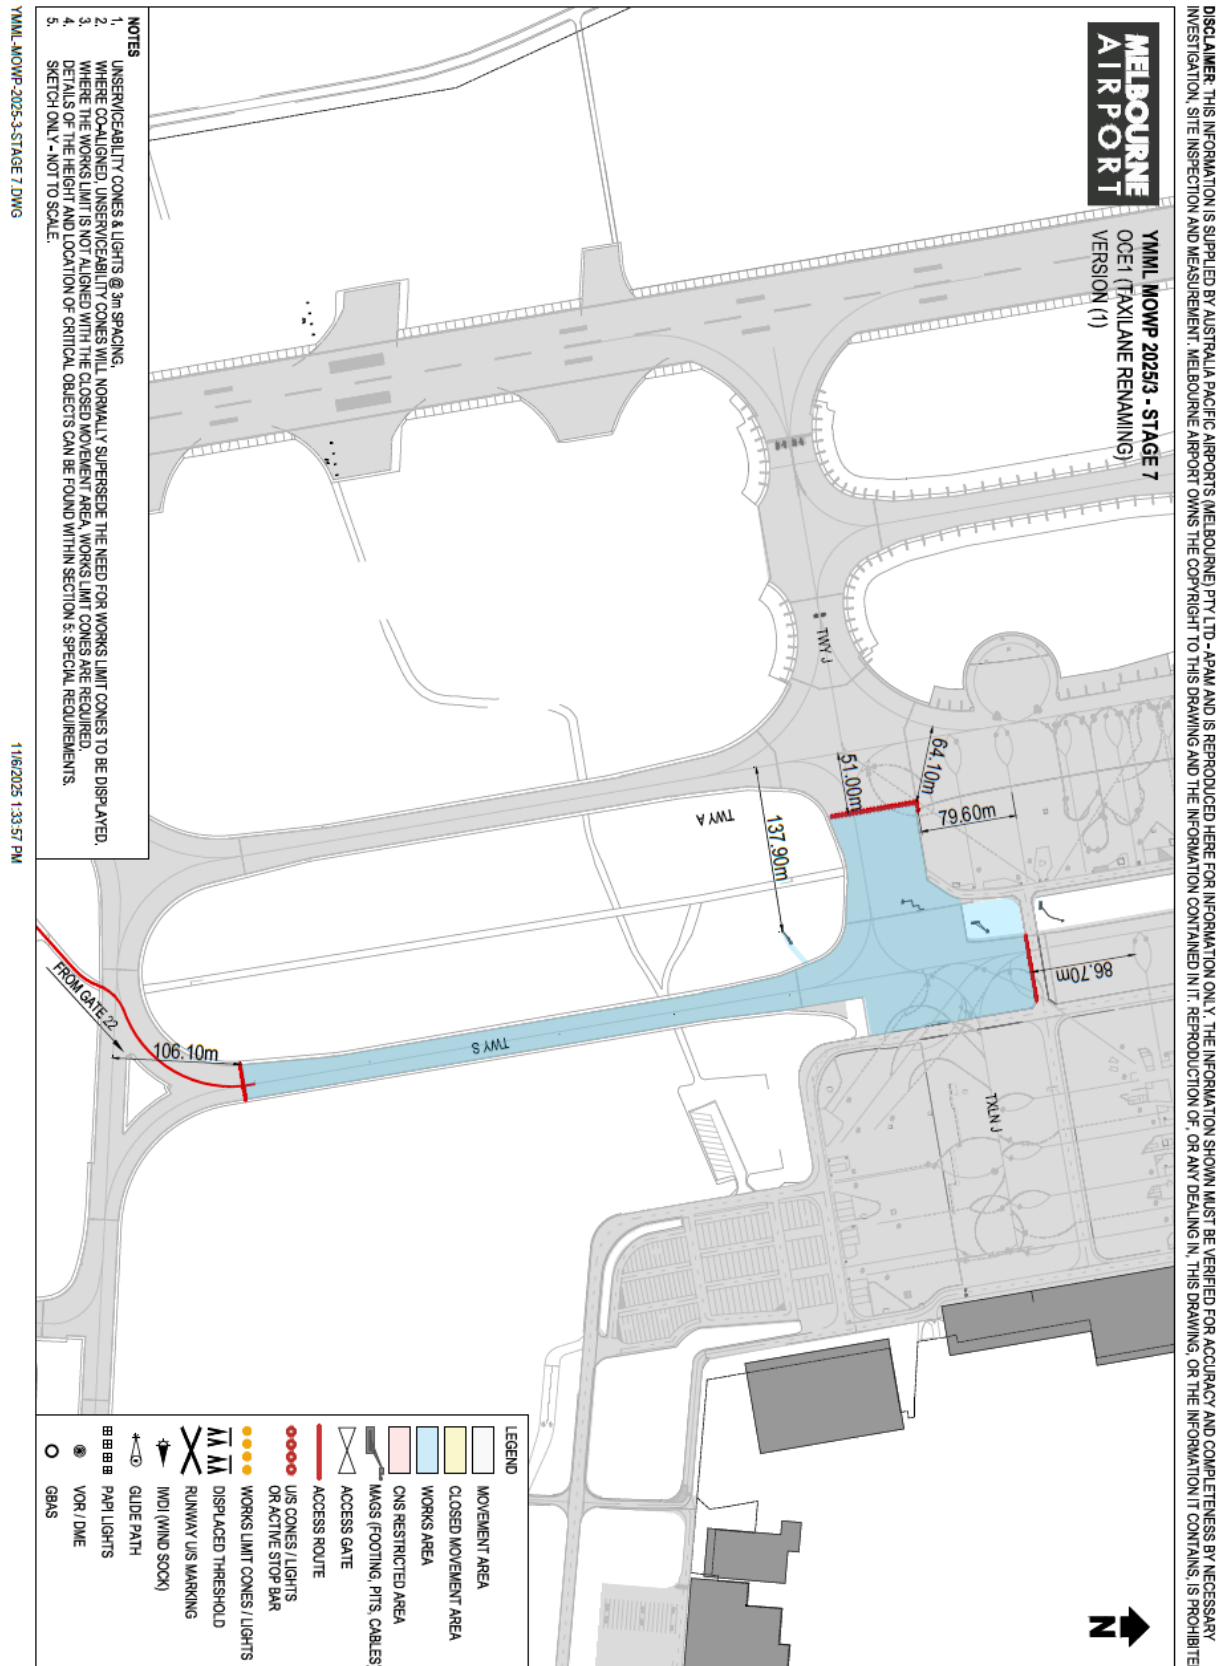 DISCLAIMER: THIS INFORMATION IS SUPPLIED BY AUSTRALIA PACIFIC AIRPORTS (MELBOURNE) PTY LTD - APAM AND IS REPRODUCED HERE FOR INFORMATION ONLY. THE INFORMATION SHOWN MUST BE VERIFIED FOR ACCURACY AND COMPLETENESS BY NECESSARY
INVESTIGATION, SITE INSPECTION AND MEASUREMENT. MELBOURNE AIRPORT OWNS THE COPYRIGHT TO THIS DRAWING AND THE INFORMATION CONTAINED IN IT. REPRODUCTION OF, OR ANY DEALING IN, THIS DRAWING, OR THE INFORMATION IT CONTAINS, IS PROHIBITE
MELBOURNE
AIRPORT
YMML MOWP 2025/3 - STAGE 7
OCE1 (TAXILANE RENAMING)
VERSION (1)
TWY J
64.10m
51.00m
79.60m
TWY A
137.90m
86.70m
TXLN J
TWY S
106.10m
FROM GATE 22
N
NOTES
1. UNSERVICEABILITY CONES & LIGHTS @ 3m SPACING.
2. WHERE CO-ALIGNED, UNSERVICEABILITY CONES WILL NORMALLY SUPERSEDE THE NEED FOR WORKS LIMIT CONES TO BE DISPLAYED.
3. WHERE THE WORKS LIMIT IS NOT ALIGNED WITH THE CLOSED MOVEMENT AREA, WORKS LIMIT CONES ARE REQUIRED.
4. DETAILS OF THE HEIGHT AND LOCATION OF CRITICAL OBJECTS CAN BE FOUND WITHIN SECTION 5: SPECIAL REQUIREMENTS.
5. SKETCH ONLY - NOT TO SCALE.
LEGEND
MOVEMENT AREA
CLOSED MOVEMENT AREA
WORKS AREA
CNS RESTRICTED AREA
MAGS (FOOTING, PITS, CABLES
ACCESS GATE
ACCESS ROUTE
U/S CONES / LIGHTS
OR ACTIVE STOP BAR
WORKS LIMIT CONES / LIGHTS
DISPLACED THRESHOLD
RUNWAY U/S MARKING
IWDI (WIND SOCK)
GLIDE PATH
PAPI LIGHTS
VOR / DME
GBAS
YMML-MOWP-2025-3-STAGE 7.DWG
11/6/2025 1:33:57 PM